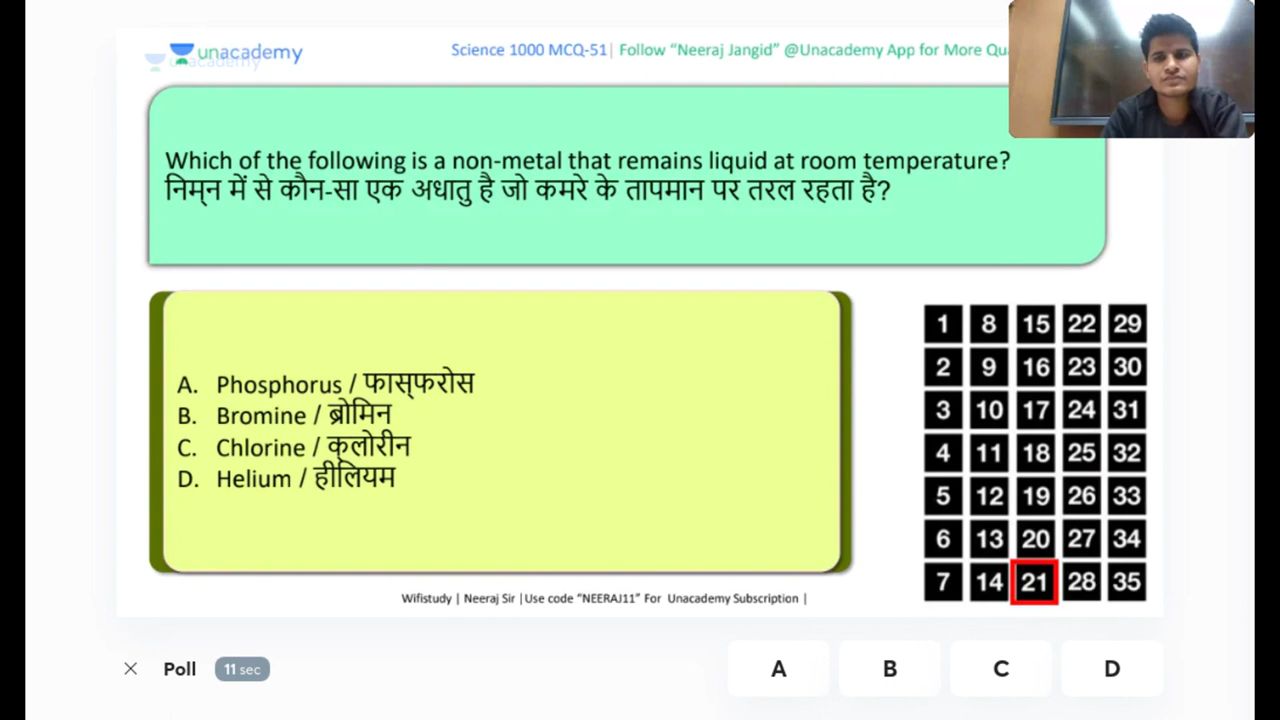 unacademy
Science 1000 MCQ-51| Follow “Neeraj Jangid” @Unacademy App for More
Which of the following is a non-metal that remains liquid at room temperature?
निम्न में से कौन-सा एक अधातु है जो कमरे के तापमान पर तरल रहता है?
A. Phosphorus / फास्फरोस
B. Bromine / ब्रोमिन
C. Chlorine / क्लोरीन
D. Helium / हीलियम
1 8 15 22 29
2 9 16 23 30
3 10 17 24 31
4 11 18 25 32
5 12 19 26 33
6 13 20 27 34
7 14 21 28 35
Wifistudy | Neeraj Sir |Use code “NEERAJ11” For Unacademy Subscription |
Poll 11 sec A B C D